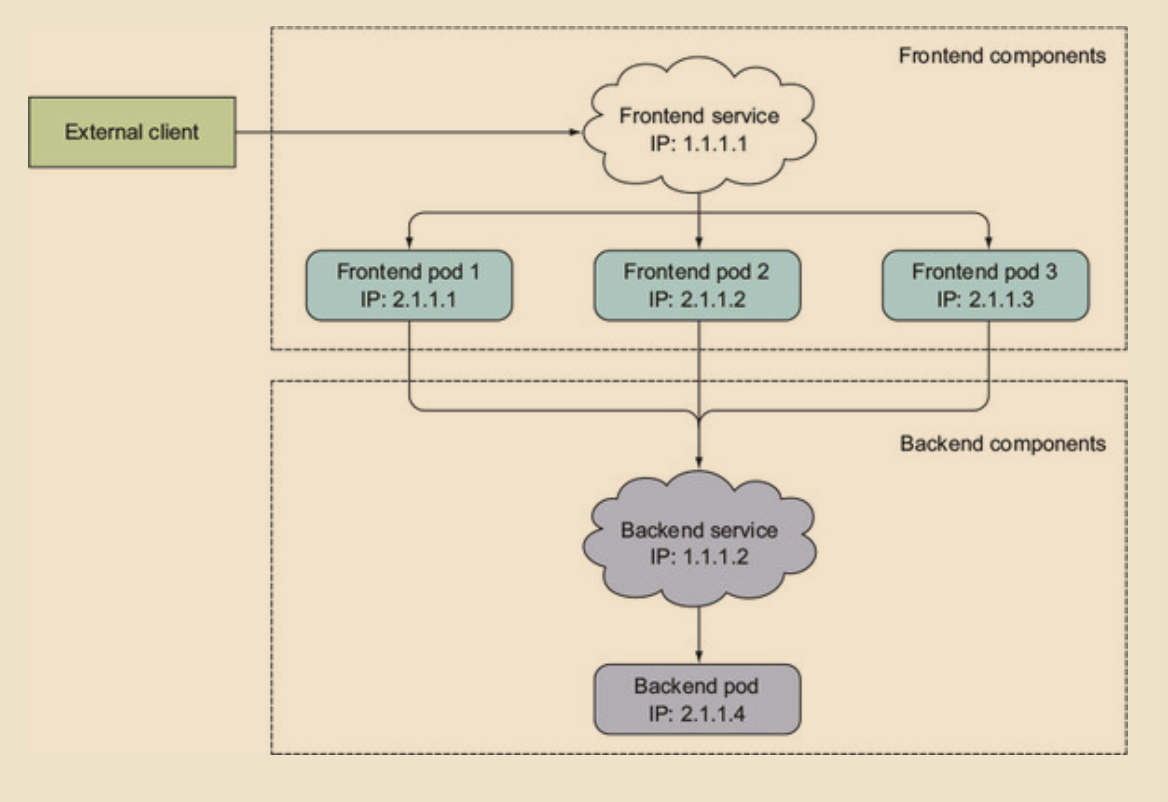 Frontend components
External client
Frontend service
IP: 1.1.1.1
Frontend pod 1
IP: 2.1.1.1
Frontend pod 2
IP: 2.1.1.2
Frontend pod 3
IP: 2.1.1.3
Backend components
Backend service
IP: 1.1.1.2
Backend pod
IP: 2.1.1.4